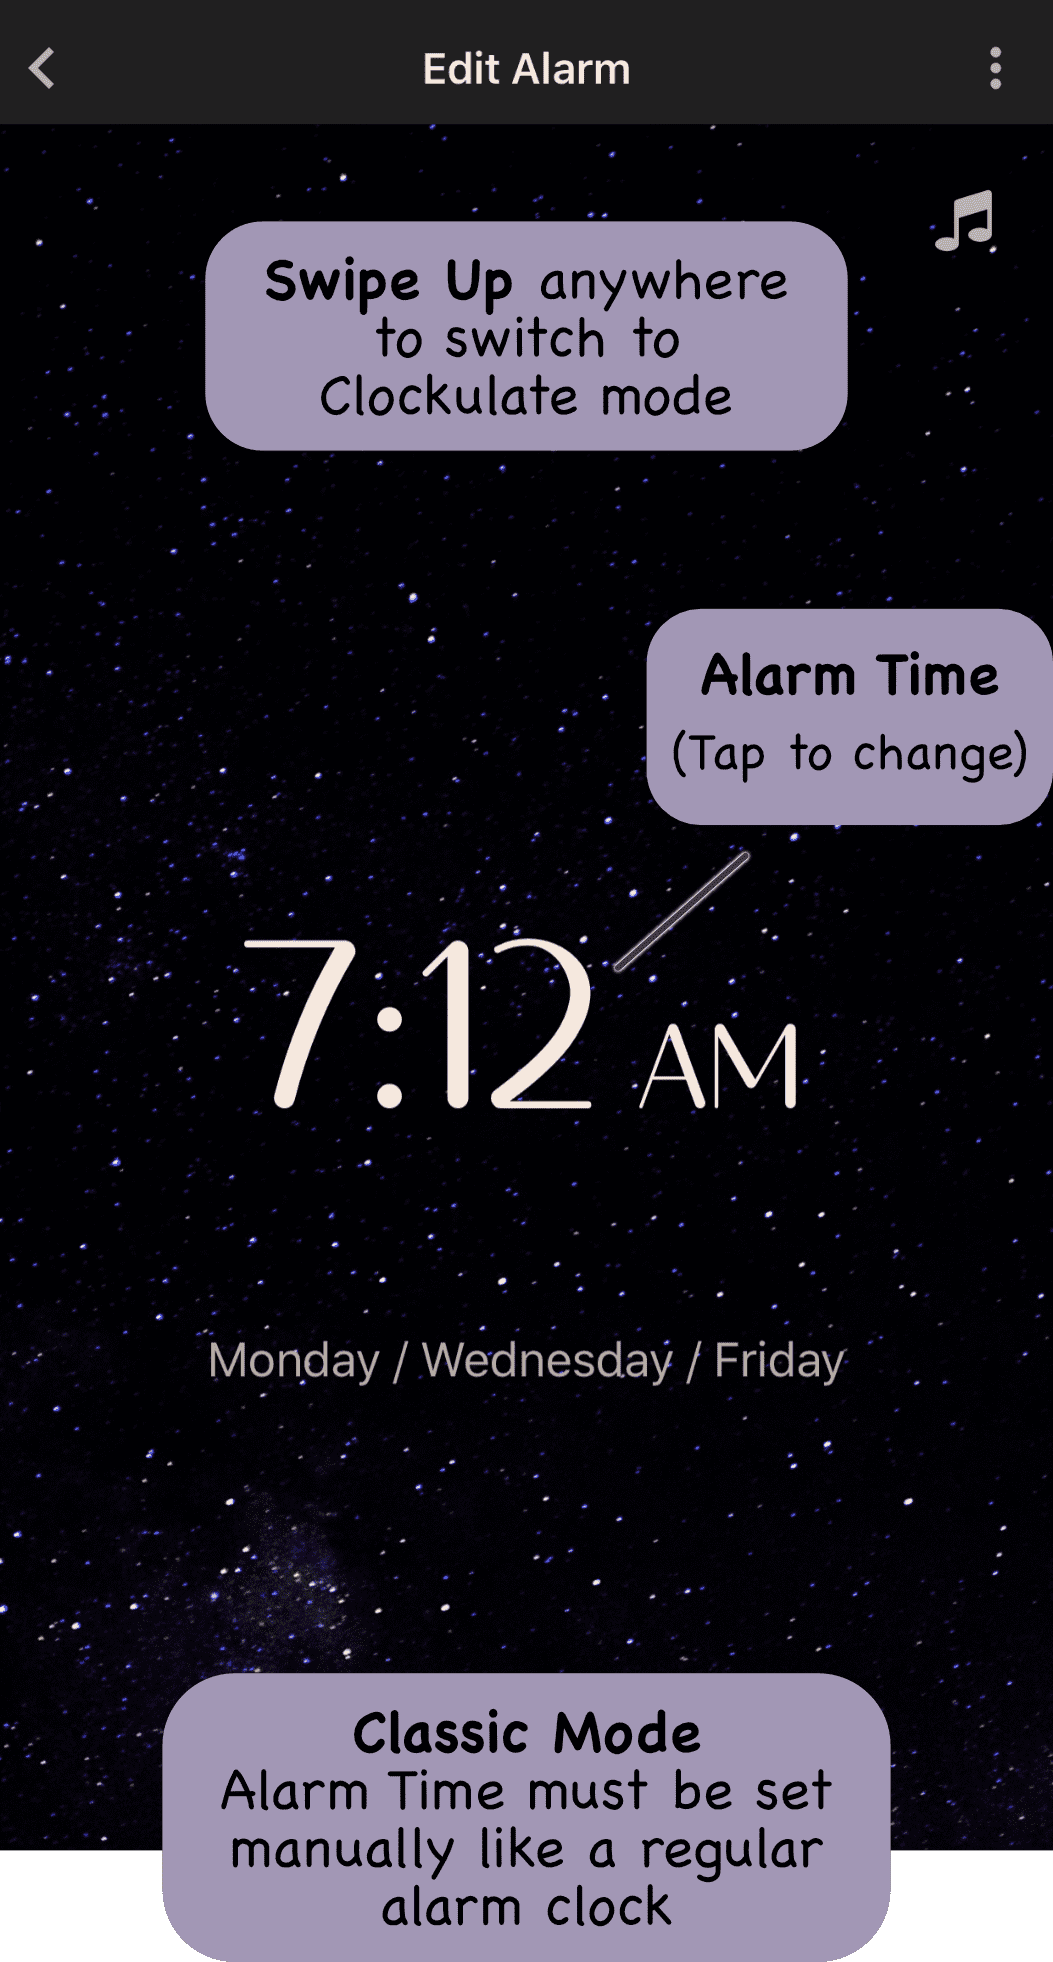 Edit Alarm
Swipe Up anywhere
to switch to
Clockulate mode
Alarm Time
(Tap to change)
7:12 AM
Monday / Wednesday / Friday
Classic Mode
Alarm Time must be set
manually like a regular
alarm clock